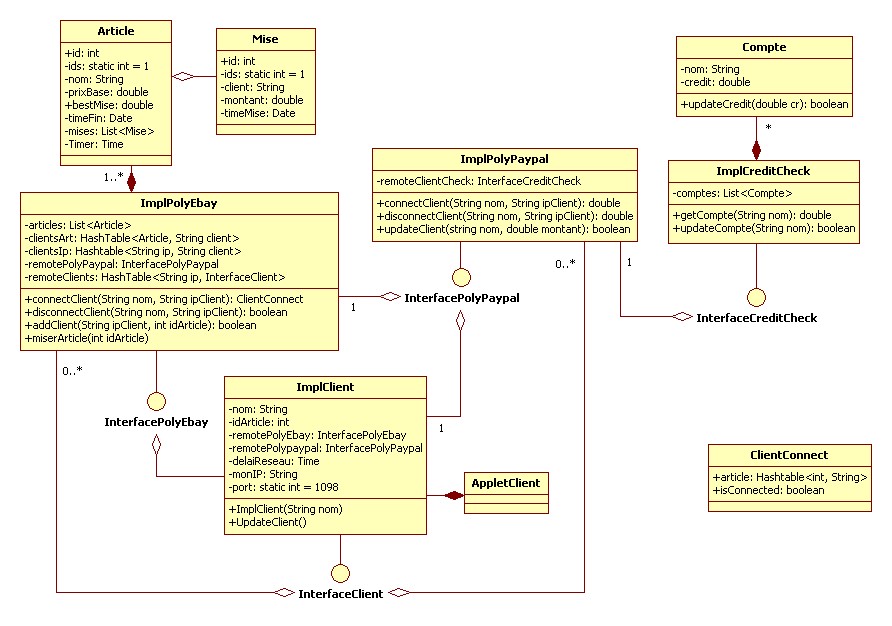 Article
+id: int
-ids: static int = 1
-nom: String
-prixBase: double
+bestMise: double
-timeFin: Date
-mises: List<Mise>
-Timer: Time
Mise
+id: int
-ids: static int = 1
-client: String
-montant: double
-timeMise: Date
Compte
-nom: String
-credit: double
+updateCredit(double cr): boolean
*
1..*
ImplPolyPaypal
-remoteClientCheck: InterfaceCreditCheck
+connectClient(String nom, String ipClient): double
+disconnectClient(String nom, String ipClient): double
+updateClient(string nom, double montant): boolean
ImplCreditCheck
-comptes: List<Compte>
+getCompte(String nom): double
+updateCompte(String nom): boolean
ImplPolyEbay
-articles: List<Article>
-clientsArt: HashTable<Article, String client>
-clientsIp: Hashtable<String ip, String client>
-remotePolyPaypal: InterfacePolyPaypal
-remoteClients: HashTable<String ip, InterfaceClient>
+connectClient(String nom, String ipClient): ClientConnect
+disconnectClient(String nom, String ipClient): boolean
+addClient(String ipClient, int idArticle): boolean
+miserArticle(int idArticle)
0..*
1
1
InterfacePolyPaypal
InterfaceCreditCheck
0..*
InterfacePolyEbay
ImplClient
-nom: String
-idArticle: int
-remotePolyEbay: InterfacePolyEbay
-remotePolypaypal: InterfacePolyPaypal
-delaiReseau: Time
-monIP: String
-port: static int = 1098
+ImplClient(String nom)
+UpdateClient()
1
AppletClient
ClientConnect
+article: Hashtable<int, String>
+isConnected: boolean
InterfaceClient